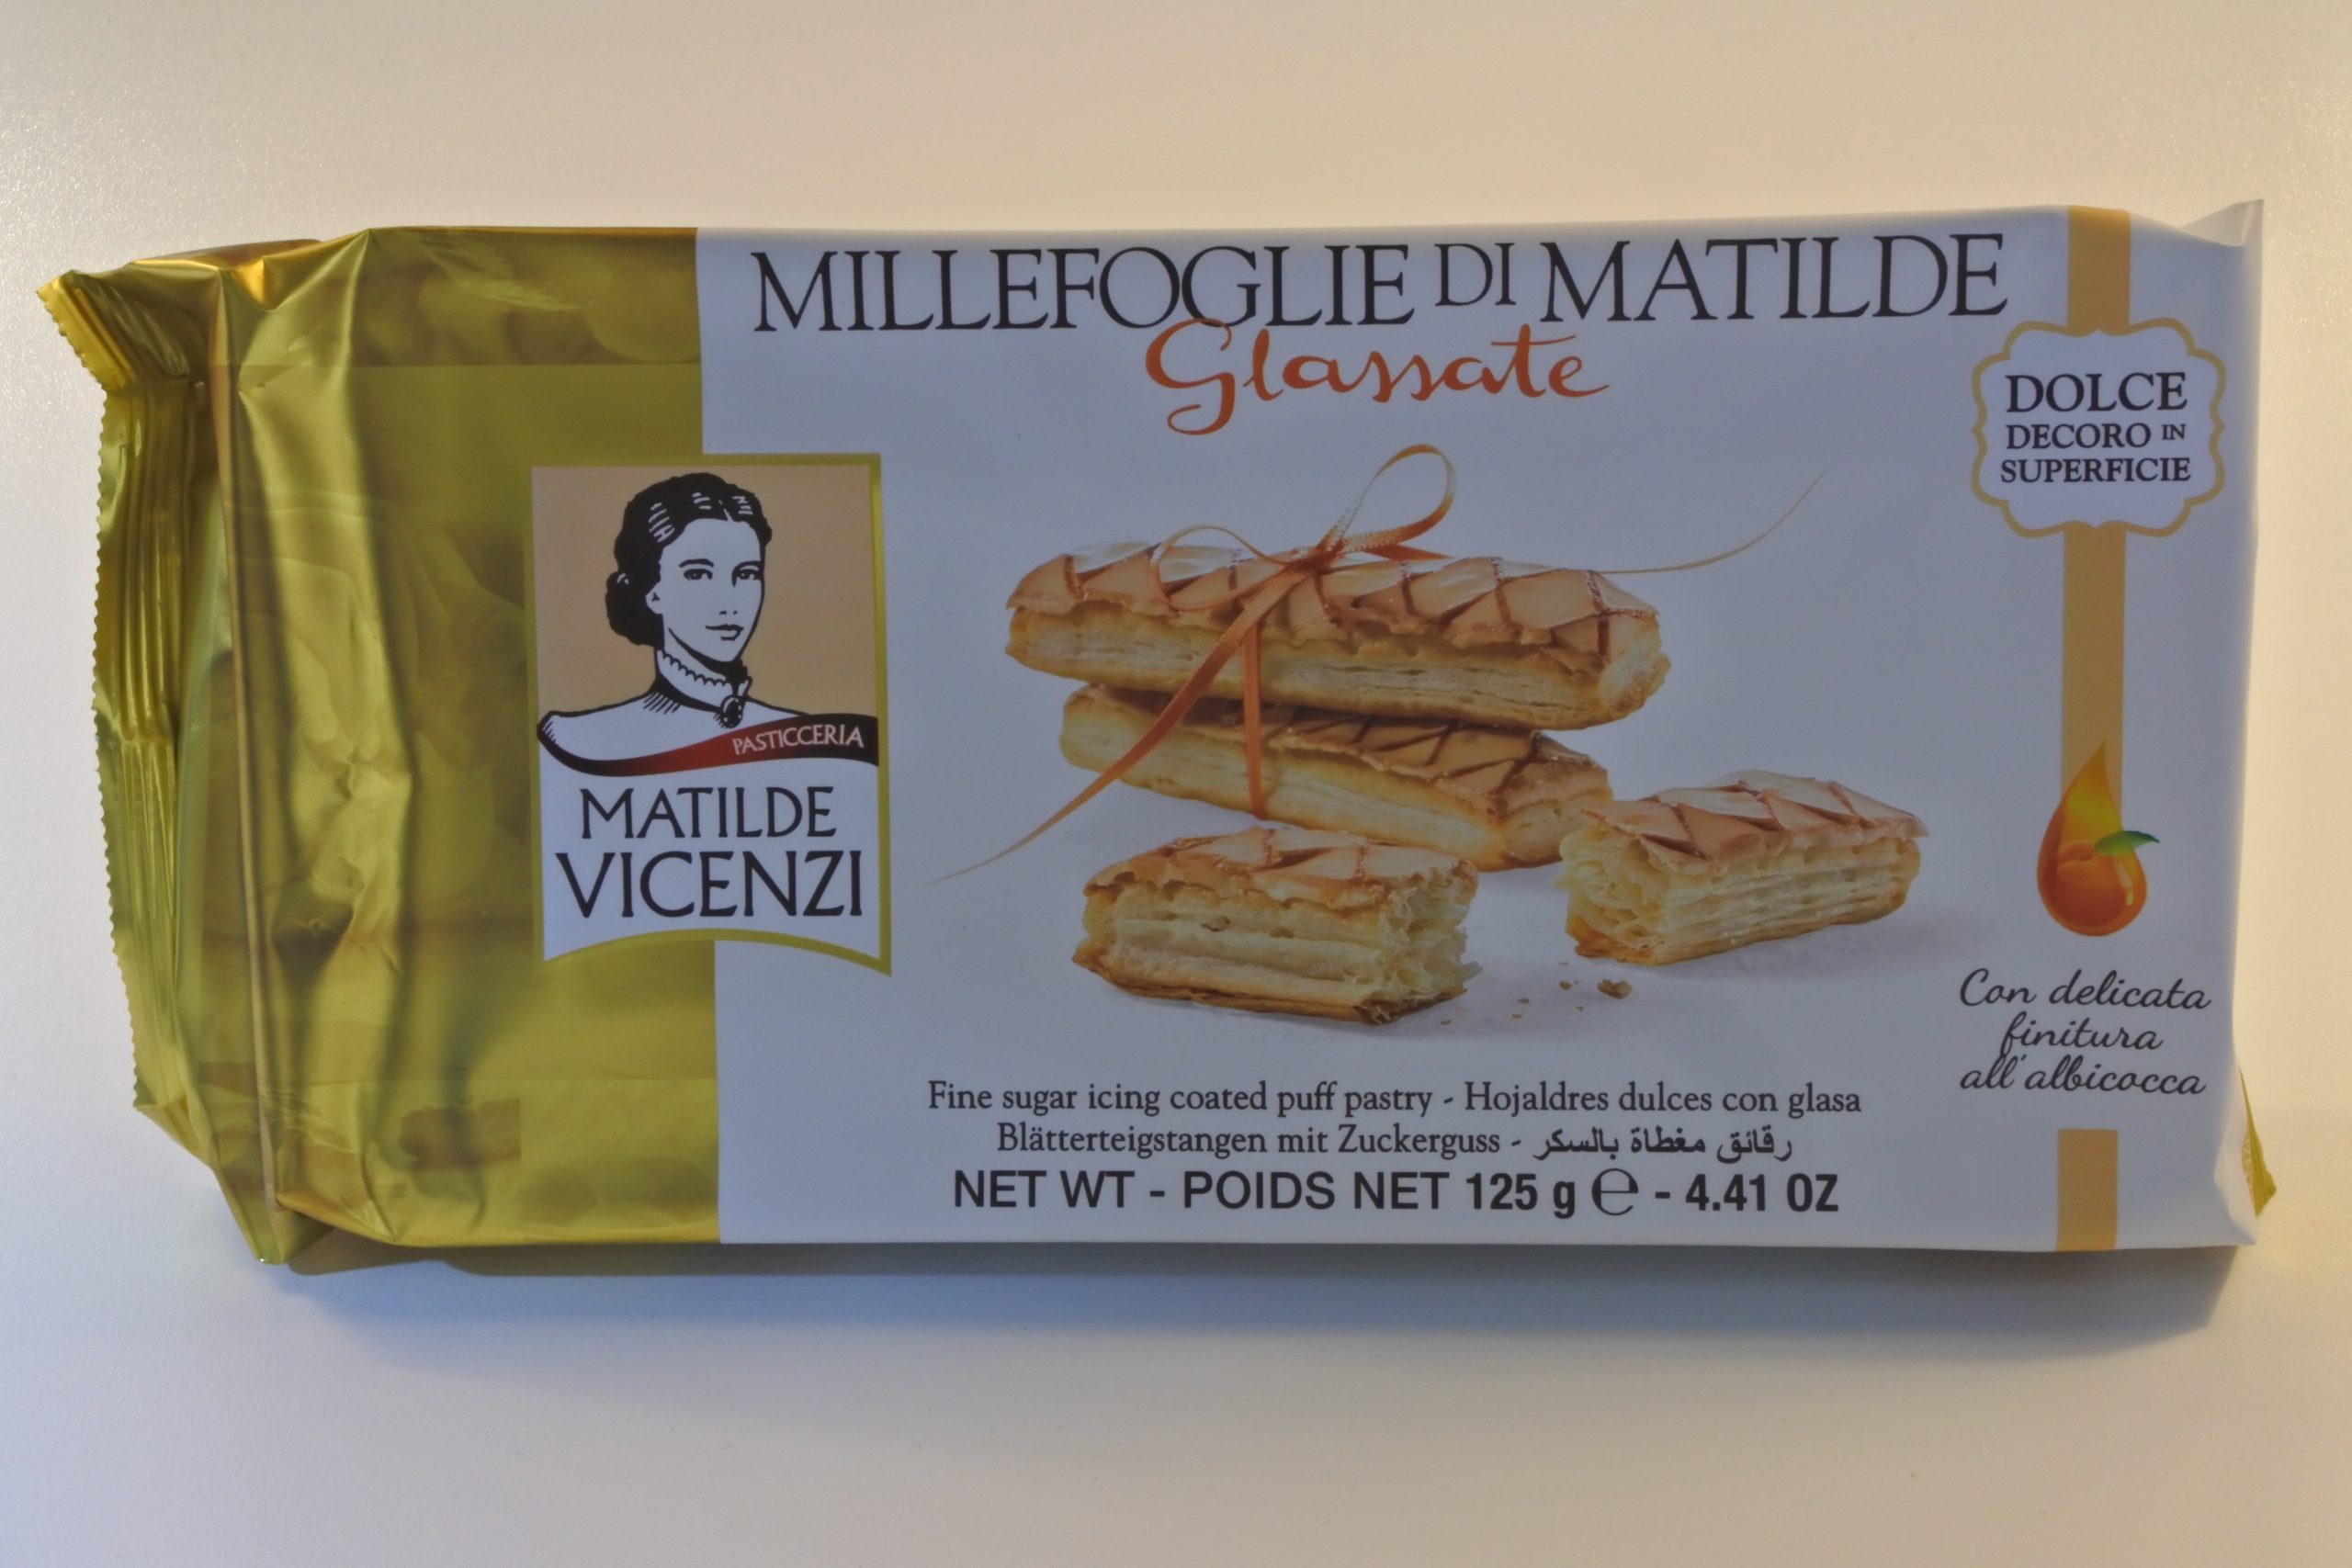 MILLEFOGLIE DI MATILDE
Glassate
DOLCE
DECORO IN
SUPERFICIE
PASTICCERIA
MATILDE
VICENZI
Con delicata
finitura
all'albicocca
Fine sugar icing coated puff pastry - Hojaldres dulces con glasa
Blätterteigstangen mit Zuckerguss - رقائق مغطاة بالسكر
NET WT - POIDS NET 125 g ℮ - 4.41 OZ